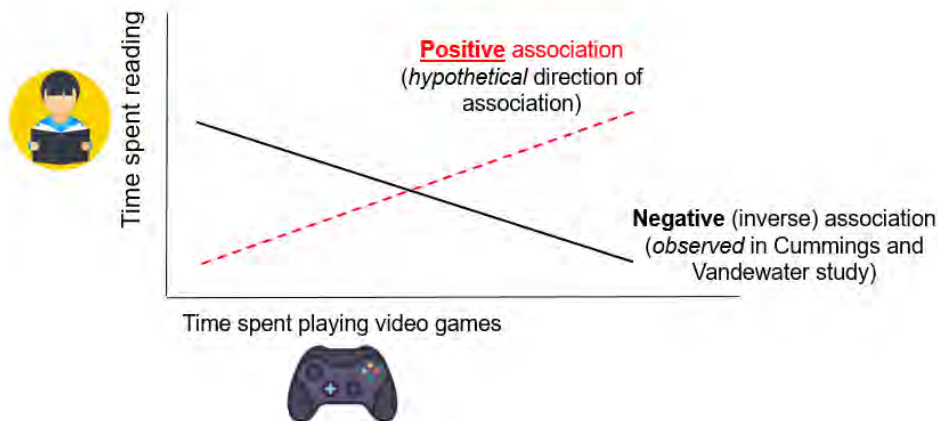 Time spent reading
Positive association
(hypothetical direction of
association)
Negative (inverse) association
(observed in Cummings and
Vandewater study)
Time spent playing video games